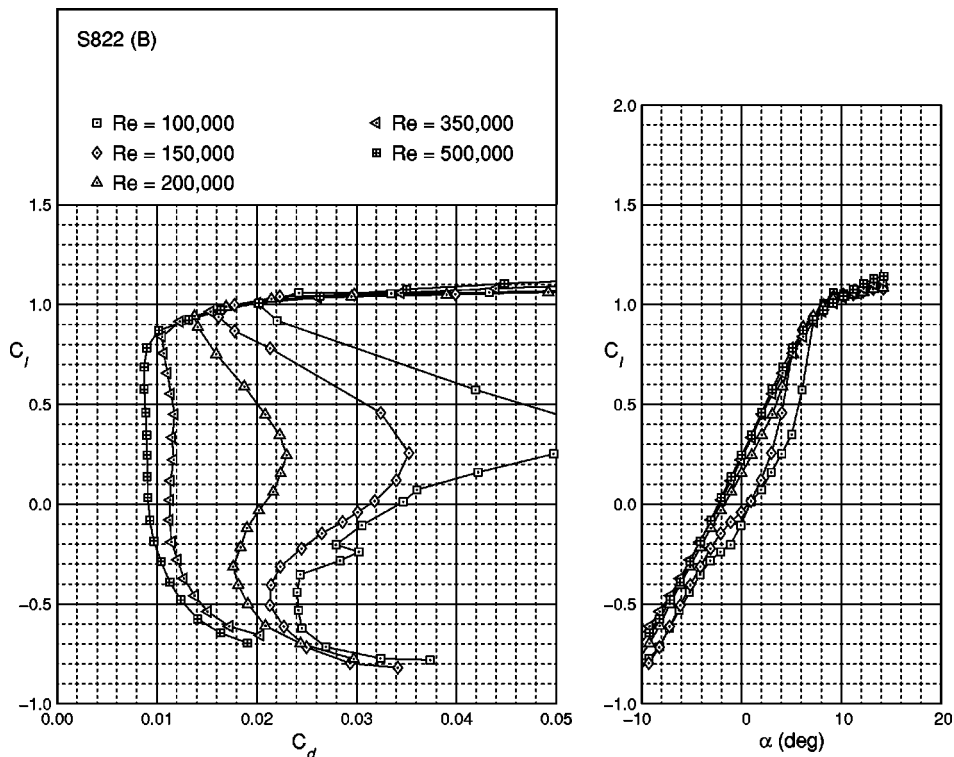 S822 (B)
Re = 100,000
Re = 150,000
Re = 200,000
Re = 350,000
Re = 500,000
1.5
1.0
0.5
0.0
−0.5
−1.0
C_l
0.00
0.01
0.02
0.03
0.04
0.05
C_d
2.0
1.5
1.0
0.5
0.0
−0.5
−1.0
C_l
−10
0
10
20
α (deg)